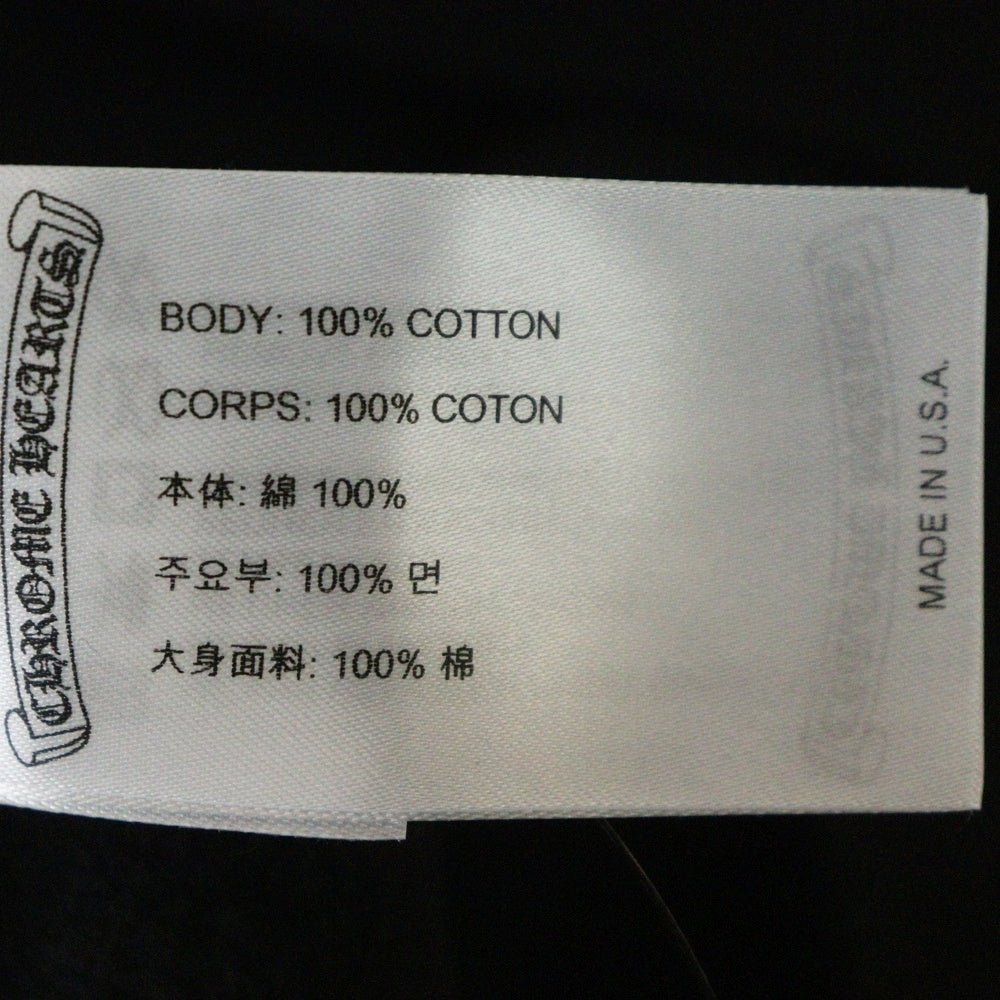 CHROME HEARTS
BODY: 100% COTTON
CORPS: 100% COTON
本体: 綿 100%
주요부: 100% 면
大身面料: 100% 棉
MADE IN U.S.A.